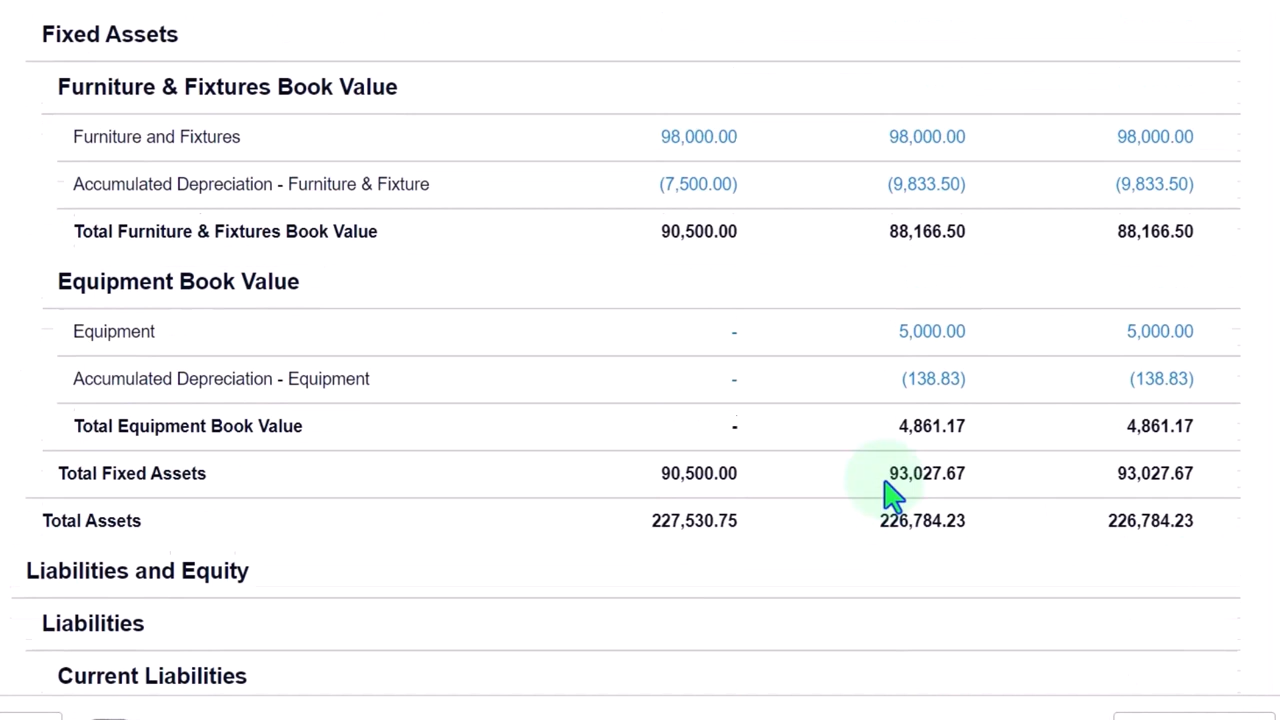 Fixed Assets
Furniture & Fixtures Book Value
Furniture and Fixtures 98,000.00 98,000.00 98,000.00
Accumulated Depreciation - Furniture & Fixture (7,500.00) (9,833.50) (9,833.50)
Total Furniture & Fixtures Book Value 90,500.00 88,166.50 88,166.50
Equipment Book Value
Equipment - 5,000.00 5,000.00
Accumulated Depreciation - Equipment - (138.83) (138.83)
Total Equipment Book Value - 4,861.17 4,861.17
Total Fixed Assets 90,500.00 93,027.67 93,027.67
Total Assets 227,530.75 226,784.23 226,784.23
Liabilities and Equity
Liabilities
Current Liabilities